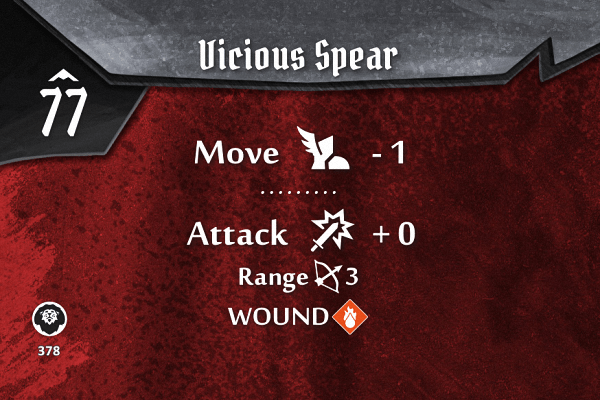 Vicious Spear
77
Move - 1
Attack + 0
Range 3
WOUND
378